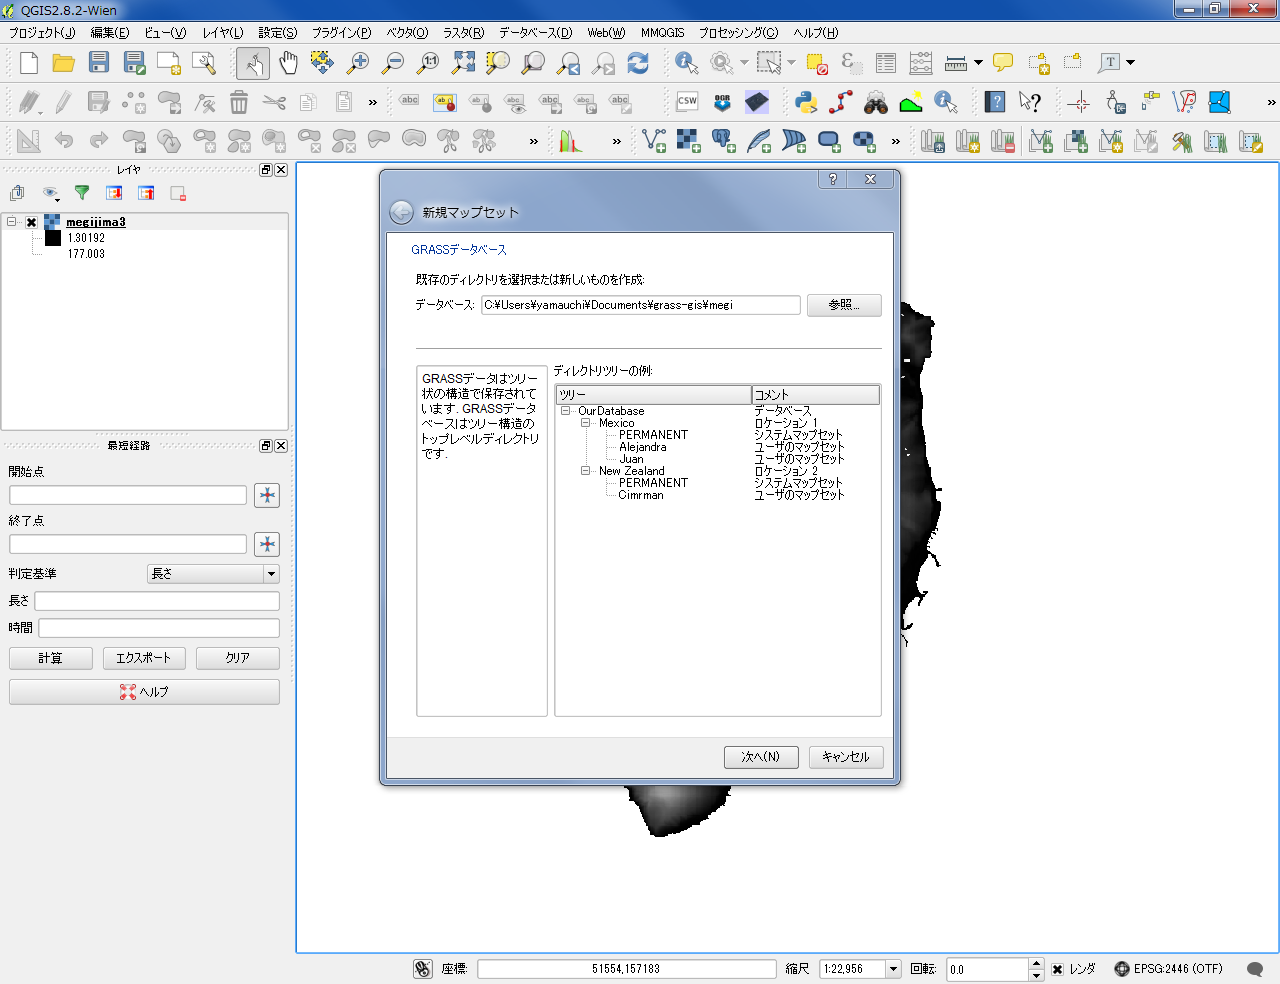 QGIS2.8.2-Wien
プロジェクト(J) 編集(E) ビュー(V) レイヤ(L) 設定(S) プラグイン(P) ベクタ(O) ラスタ(R) データベース(D) Web(W) MMQGIS プロセッシング(C) ヘルプ(H)
レイヤ
megijima3
1.30192
177.003
最短経路
開始点
終了点
判定基準 長さ
長さ
時間
計算 エクスポート クリア
ヘルプ
新規マップセット
GRASSデータベース
既存のディレクトリを選択または新しいものを作成:
データベース: C:¥Users¥yamauchi¥Documents¥grass-gis¥megi 参照...
GRASSデータはツリー
状の構造で保存されて
います. GRASSデータ
ベースはツリー構造の
トップレベルディレクトリ
です.
ディレクトリツリーの例:
ツリー コメント
OurDatabase データベース
Mexico ロケーション 1
PERMANENT システムマップセット
Alejandra ユーザのマップセット
Juan ユーザのマップセット
New Zealand ロケーション 2
PERMANENT システムマップセット
Cimrman ユーザのマップセット
次へ(N) キャンセル
座標: 51554,157183 縮尺 1:22,956 回転: 0.0 レンダ EPSG:2446 (OTF)